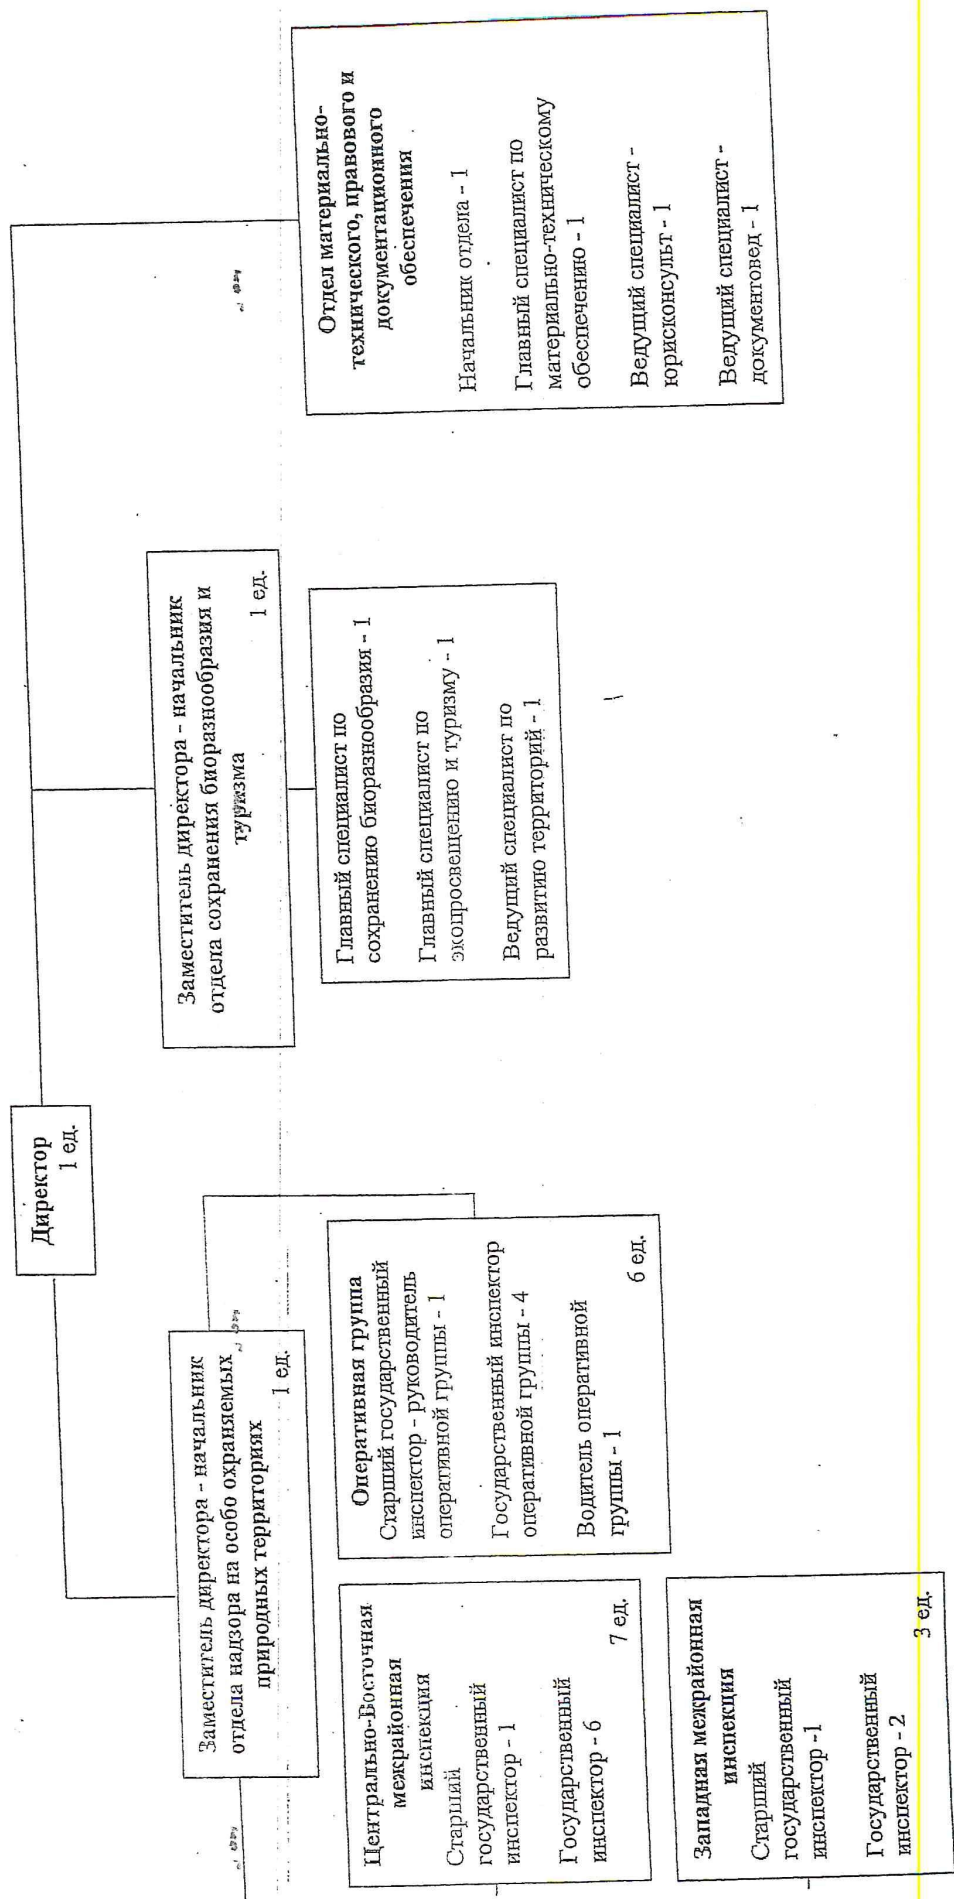 Директор
1 ед.
Заместитель директора – начальник
отдела надзора на особо охраняемых
природных территориях
1 ед.
Заместитель директора – начальник
отдела сохранения биоразнообразия и
туризма
1 ед.
Отдел материально-
технического, правового и
документационного
обеспечения
Начальник отдела – 1
Главный специалист по
материально-техническому
обеспечению – 1
Ведущий специалист -
юрисконсульт - 1
Ведущий специалист -
документовед - 1
Центрально-Восточная
межрайонная
инспекция
Старший
государственный
инспектор - 1
Государственный
инспектор - 6
7 ед.
Оперативная группа
Старший государственный
инспектор – руководитель
оперативной группы - 1
Государственный инспектор
оперативной группы – 4
Водитель оперативной
группы - 1
6 ед.
Главный специалист по
сохранению биоразнообразия – 1
Главный специалист по
экопросвещению и туризму – 1
Ведущий специалист по
развитию территорий - 1
Западная межрайонная
инспекция
Старший
государственный
инспектор -1
Государственный
инспектор - 2
3 ед.